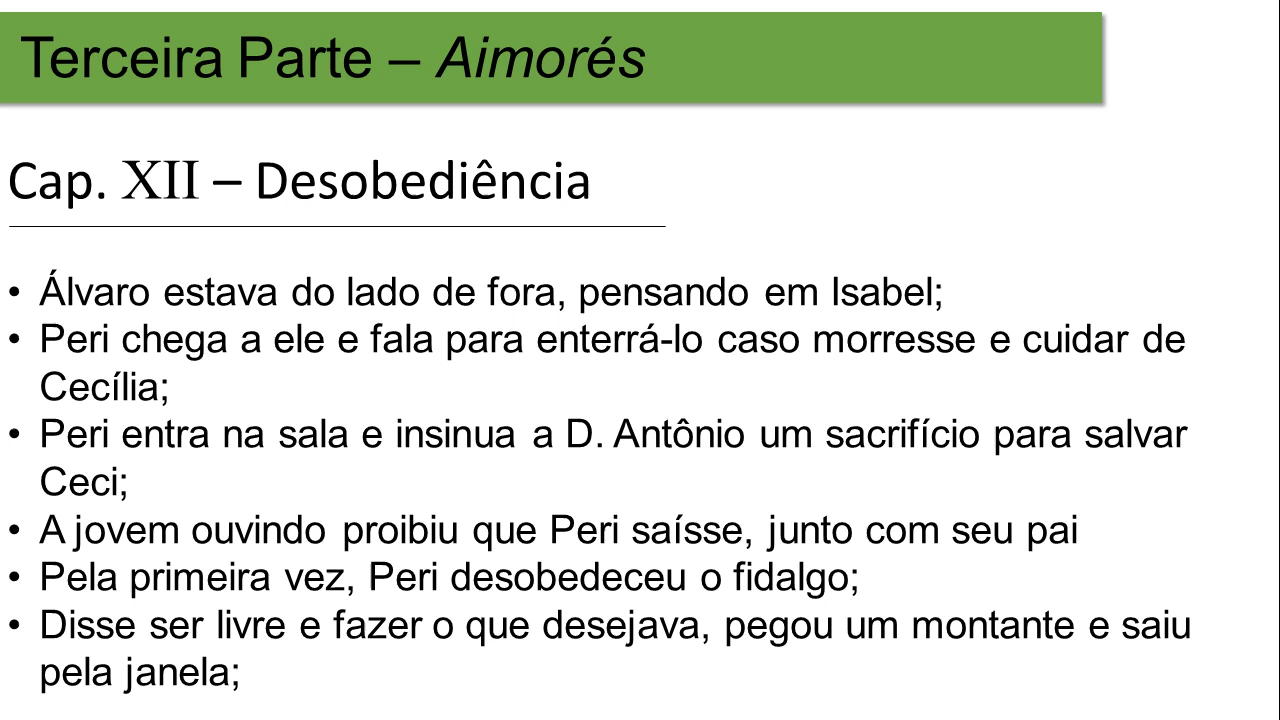 Terceira Parte – Aimorés
Cap. XII – Desobediência
• Álvaro estava do lado de fora, pensando em Isabel;
• Peri chega a ele e fala para enterrá-lo caso morresse e cuidar de
Cecília;
• Peri entra na sala e insinua a D. Antônio um sacrifício para salvar
Ceci;
• A jovem ouvindo proibiu que Peri saísse, junto com seu pai
• Pela primeira vez, Peri desobedeceu o fidalgo;
• Disse ser livre e fazer o que desejava, pegou um montante e saiu
pela janela;